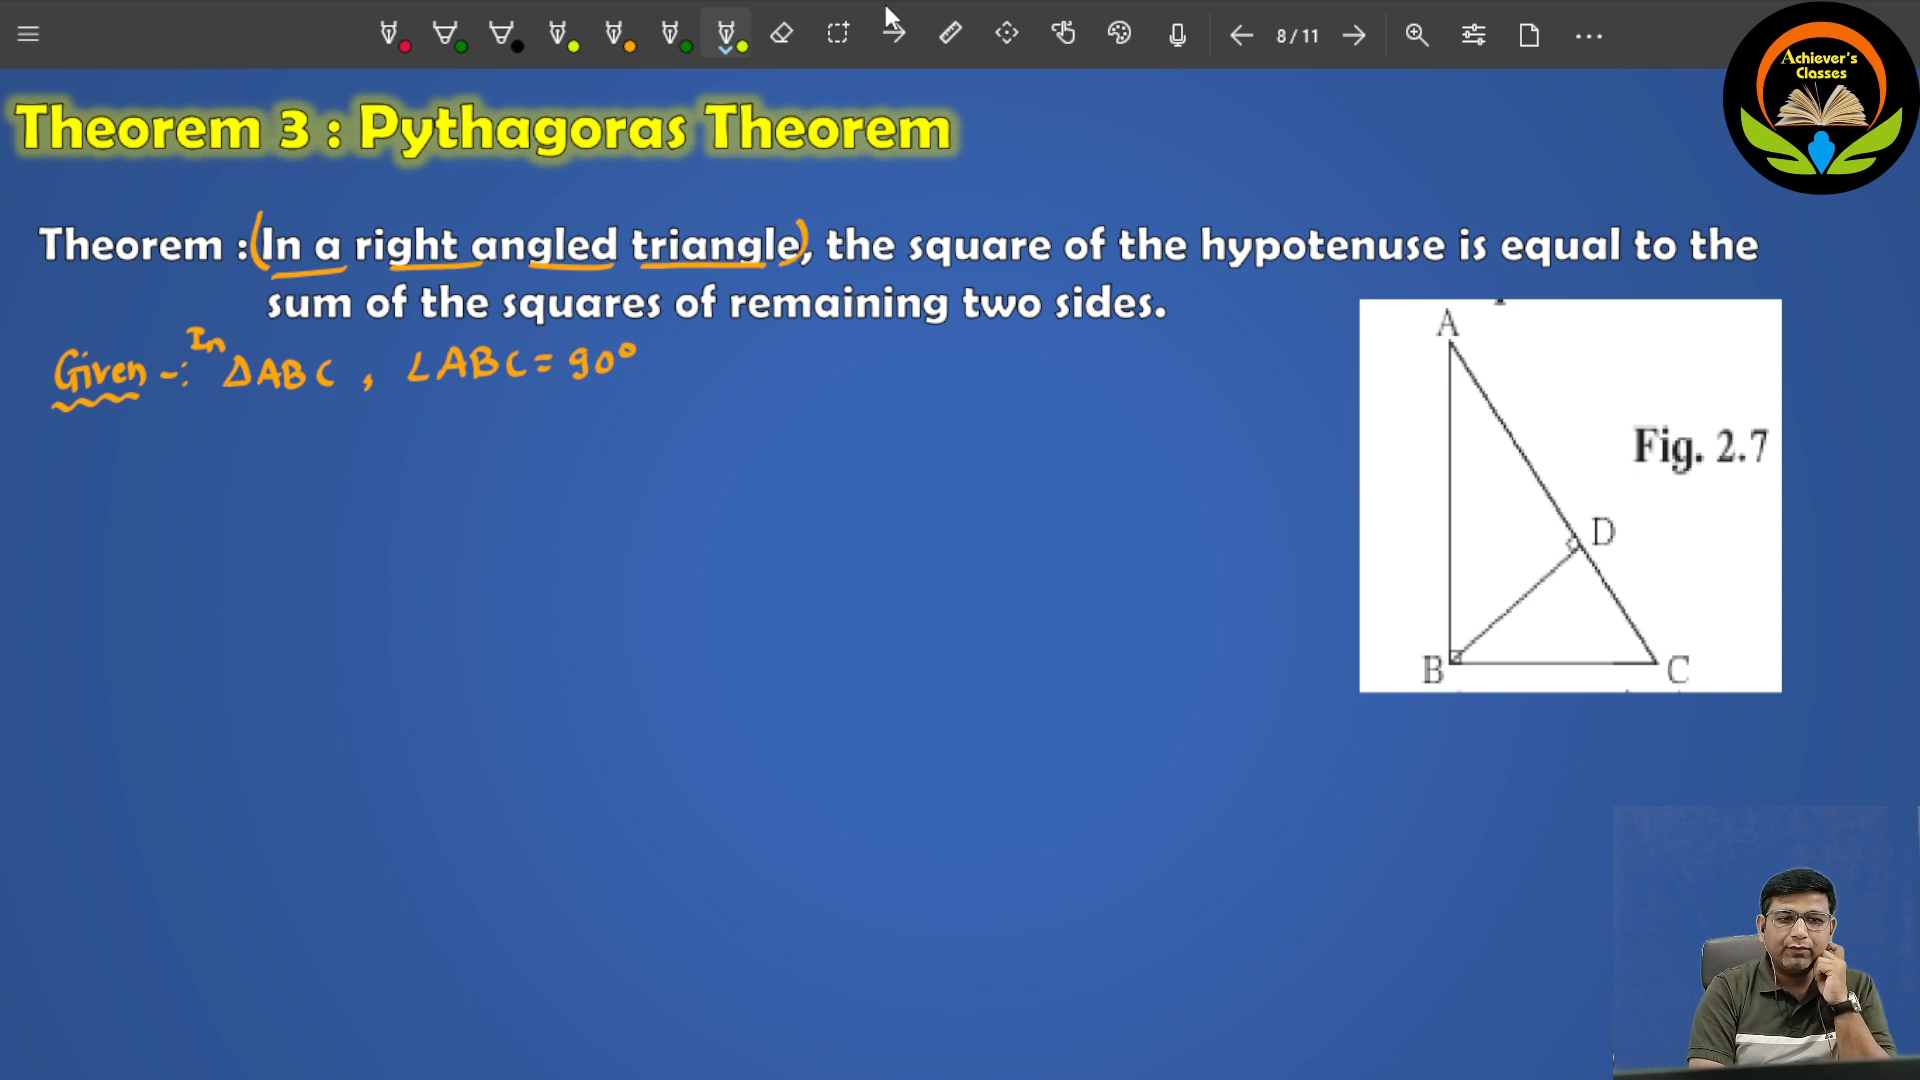 8 / 11
Achiever's
Classes
Theorem 3 : Pythagoras Theorem
Theorem : (In a right angled triangle), the square of the hypotenuse is equal to the
sum of the squares of remaining two sides.
Given -: In ΔABC , ∠ABC = 90°
A
Fig. 2.7
D
B
C